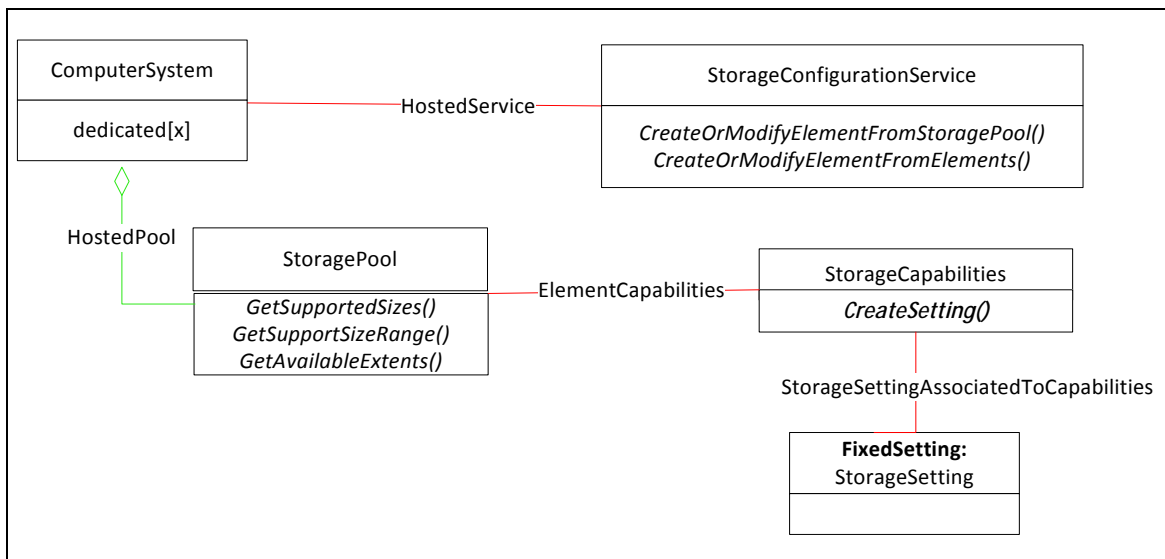 ComputerSystem
dedicated[x]
HostedService
StorageConfigurationService
CreateOrModifyElementFromStoragePool()
CreateOrModifyElementFromElements()
HostedPool
StoragePool
GetSupportedSizes()
GetSupportSizeRange()
GetAvailableExtents()
ElementCapabilities
StorageCapabilities
CreateSetting()
StorageSettingAssociatedToCapabilities
FixedSetting:
StorageSetting